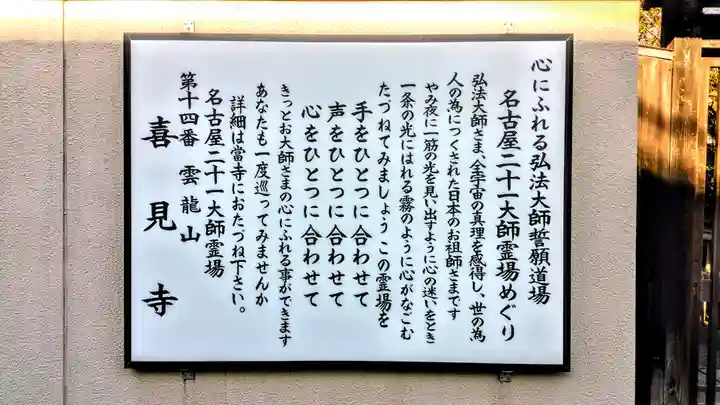 心にふれる弘法大師誓願道場
名古屋二十一大師霊場めぐり
弘法大師さま、全宇宙の真理を感得し、世の為
人の為につくされた日本のお祖師さまです
やみ夜に一筋の光を見い出すように心の迷いをとき
一条の光にはれる霧のように心がなごむ
たづねてみましょう この霊場を
手をひとつに合わせて
声をひとつに合わせて
心をひとつに合わせて
きっとお大師さまの心にふれる事ができます
あなたも一度巡ってみませんか
詳細は當寺におたづね下さい。
名古屋二十一大師霊場
第十四番 雲龍山
喜見寺